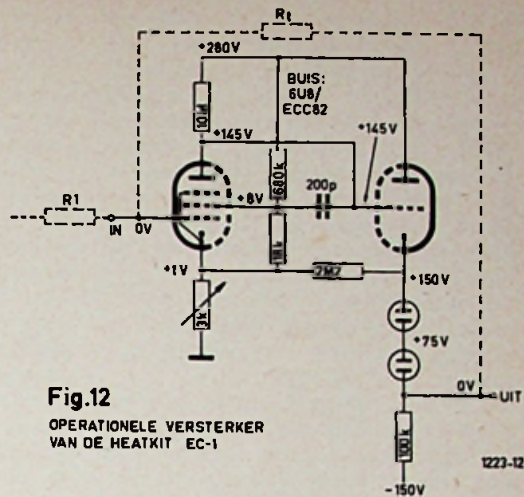 Rt
+280V
BUIS:
6U8/
ECC82
10M
+145V
+145V
680k
200p
+8V
R1
IN
0V
18k
+1V
2M2
+150V
3k
+75V
0V
UIT
100k
-150V
1223-12
Fig.12
OPERATIONELE VERSTERKER
VAN DE HEATKIT EC-1